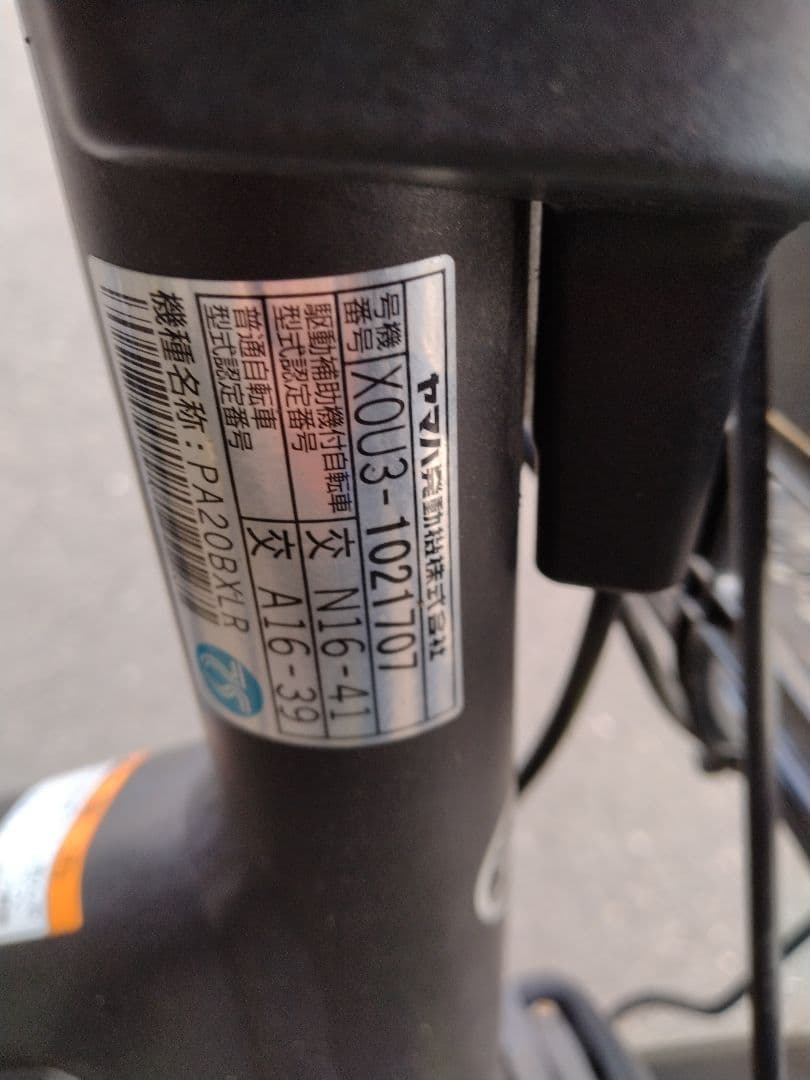 ヤマハ発動機株式会社
機番
号号 X0U3-1021707
駆動補助機付自転車
型式認定番号 交 N16-41
普通自転車
型式認定番号 交 A16-39
機種名称：PA20BXLR